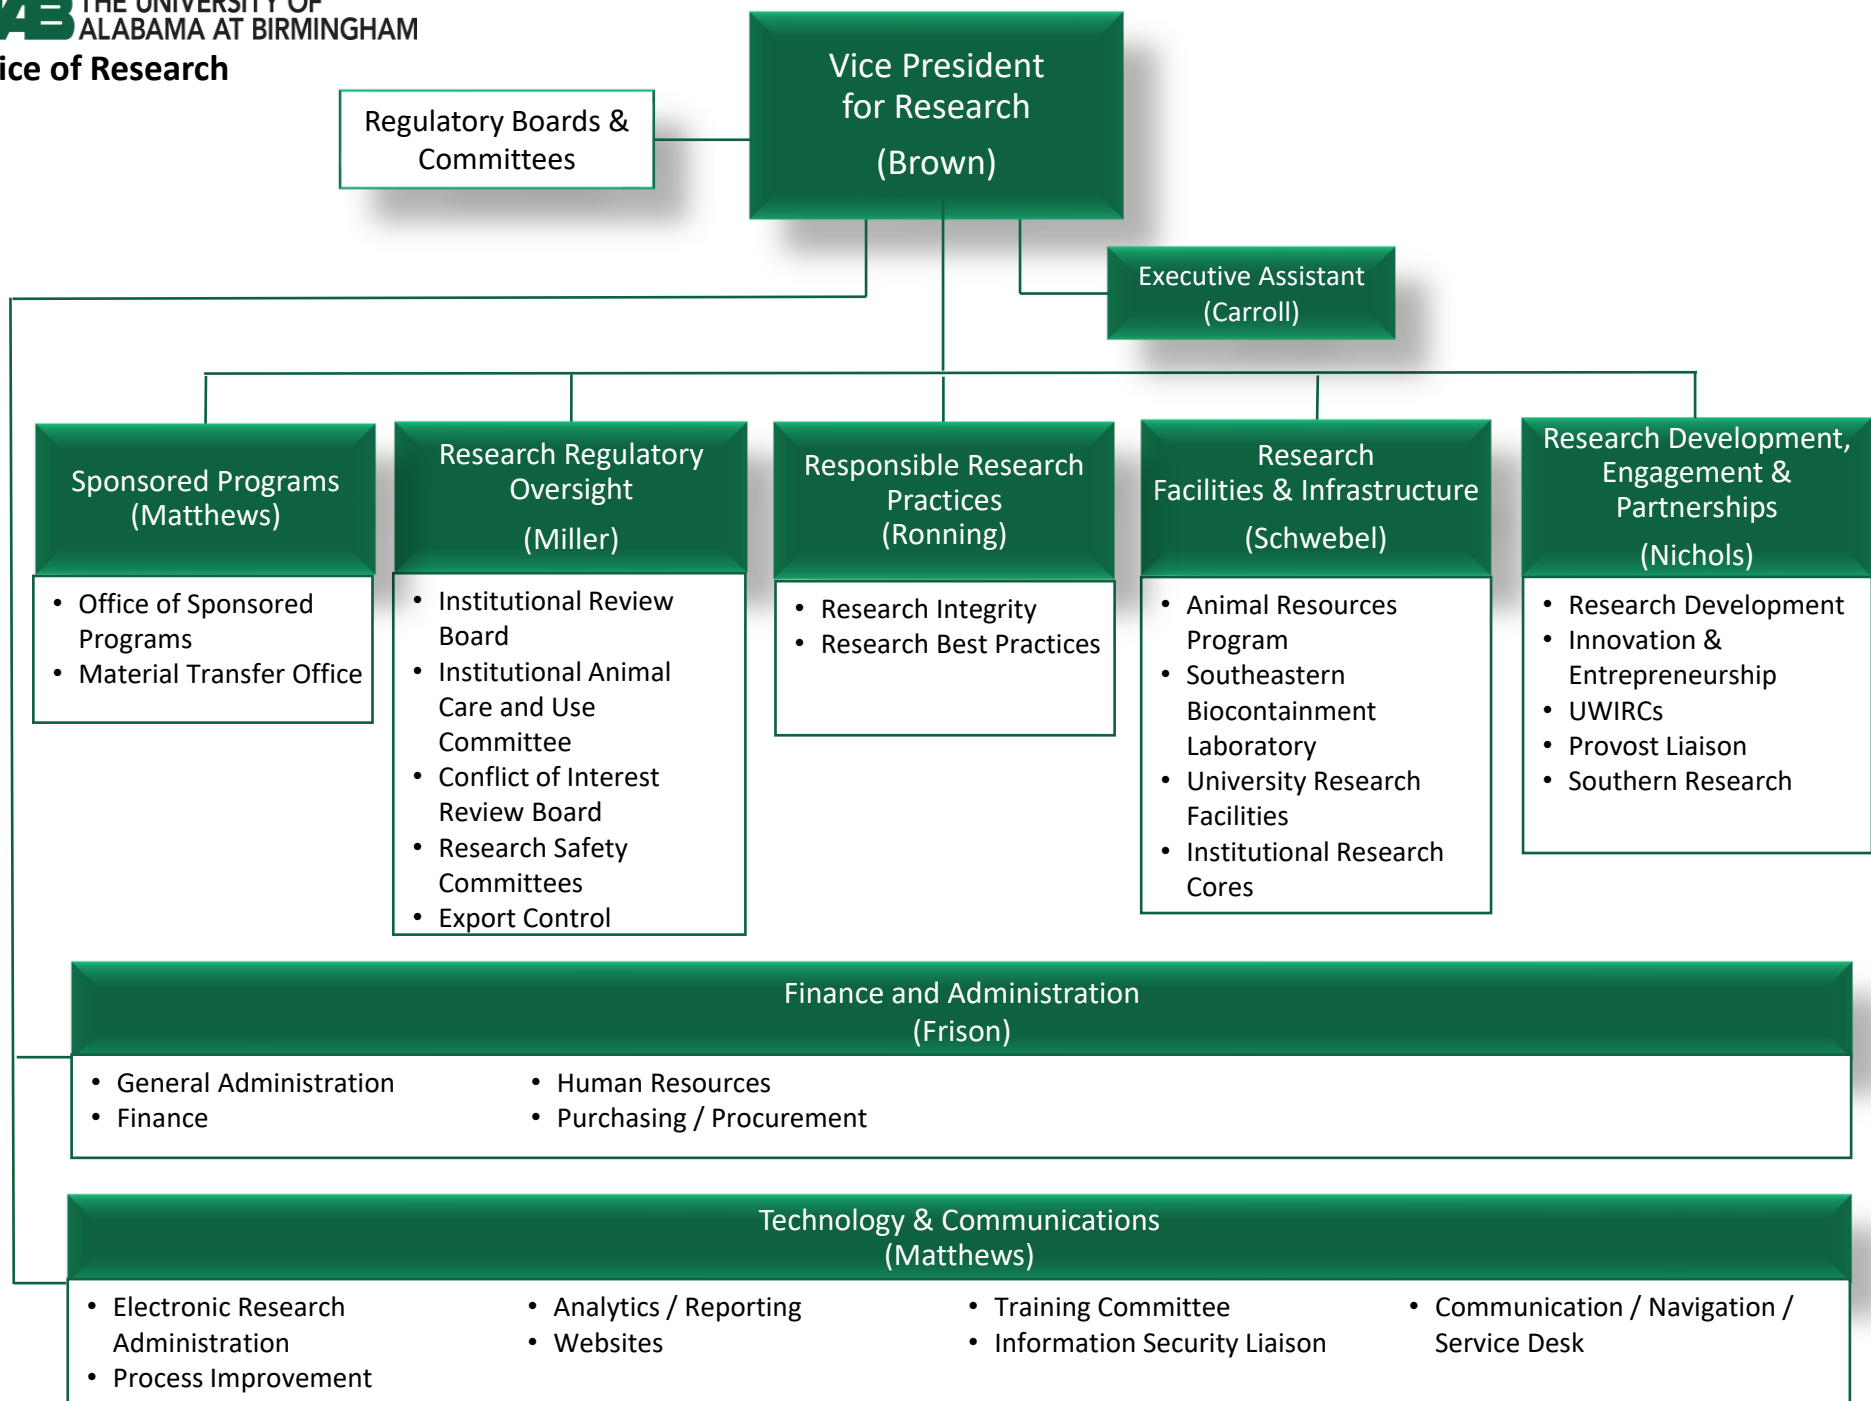 THE UNIVERSITY OF
ALABAMA AT BIRMINGHAM
ice of Research
Vice President
for Research
(Brown)
Regulatory Boards &
Committees
Executive Assistant
(Carroll)
Sponsored Programs
(Matthews)
• Office of Sponsored
Programs
• Material Transfer Office
Research Regulatory
Oversight
(Miller)
• Institutional Review
Board
• Institutional Animal
Care and Use
Committee
• Conflict of Interest
Review Board
• Research Safety
Committees
• Export Control
Responsible Research
Practices
(Ronning)
• Research Integrity
• Research Best Practices
Research
Facilities & Infrastructure
(Schwebel)
• Animal Resources
Program
• Southeastern
Biocontainment
Laboratory
• University Research
Facilities
• Institutional Research
Cores
Research Development,
Engagement &
Partnerships
(Nichols)
• Research Development
• Innovation &
Entrepreneurship
• UWIRCs
• Provost Liaison
• Southern Research
Finance and Administration
(Frison)
• General Administration
• Finance
• Human Resources
• Purchasing / Procurement
Technology & Communications
(Matthews)
• Electronic Research
Administration
• Process Improvement
• Analytics / Reporting
• Websites
• Training Committee
• Information Security Liaison
• Communication / Navigation /
Service Desk